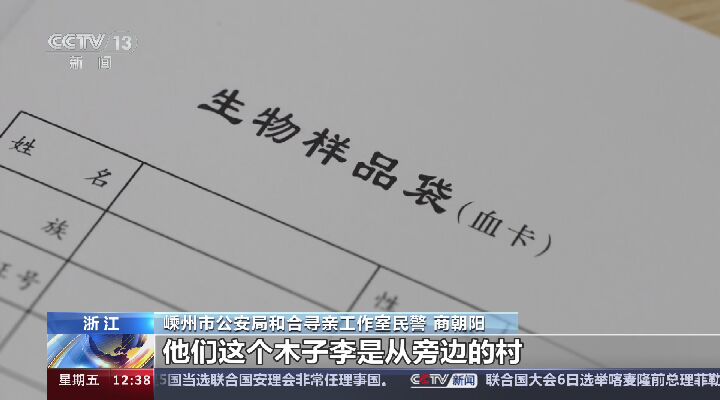 CCTV 13
新闻
生物样品袋(血卡)
姓名
性
族
证号
浙江
嵊州市公安局和合寻亲工作室民警 商朝阳
他们这个木子李是从旁边的村
星期五 12:38 5国当选联合国安理会非常任理事国。 CCTV 新闻 联合国大会6日选举喀麦隆前总理菲勒